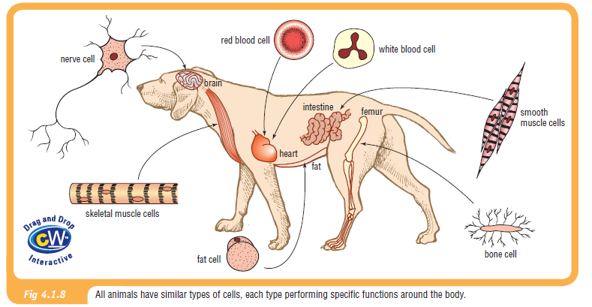 red blood cell
white blood cell
nerve cell
brain
intestine
femur
smooth
muscle cells
heart
fat
skeletal muscle cells
Drag and Drop
CW
Interactive
fat cell
bone cell
Fig 4.1.8 All animals have similar types of cells, each type performing specific functions around the body.